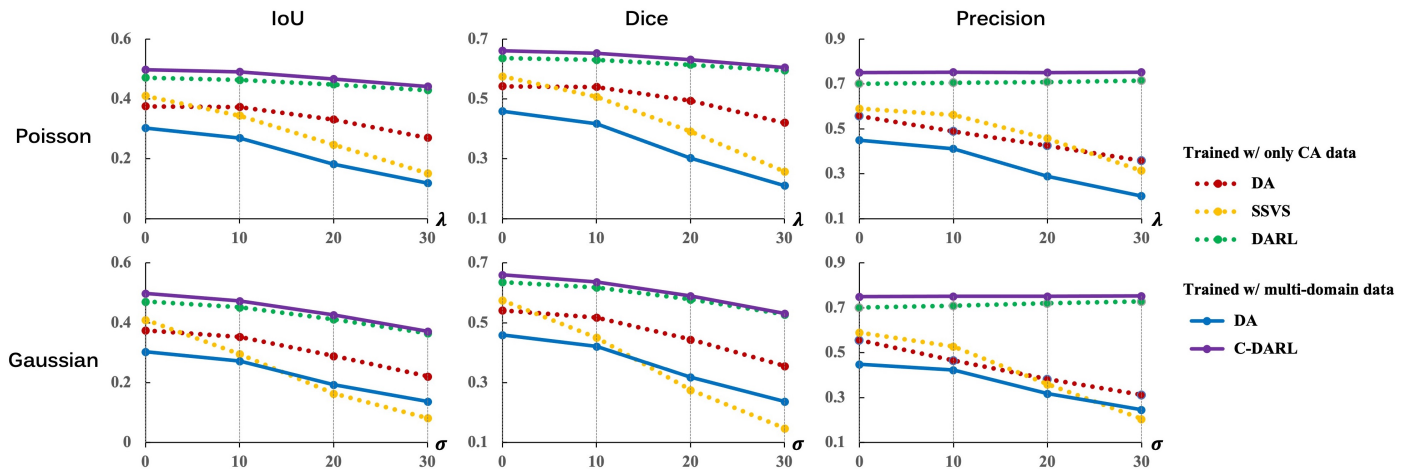 IoU Dice Precision
Poisson
0.6 0.7 0.9
0.4 0.5 0.7
0.5
0.2 0.3 0.3
0 0.1 0.1
0 10 20 30 λ 0 10 20 30 λ 0 10 20 30 λ
Gaussian
0.6 0.7 0.9
0.4 0.5 0.7
0.5
0.2 0.3 0.3
0 0.1 0.1
0 10 20 30 σ 0 10 20 30 σ 0 10 20 30 σ
Trained w/ only CA data
DA
SSVS
DARL
Trained w/ multi-domain data
DA
C-DARL